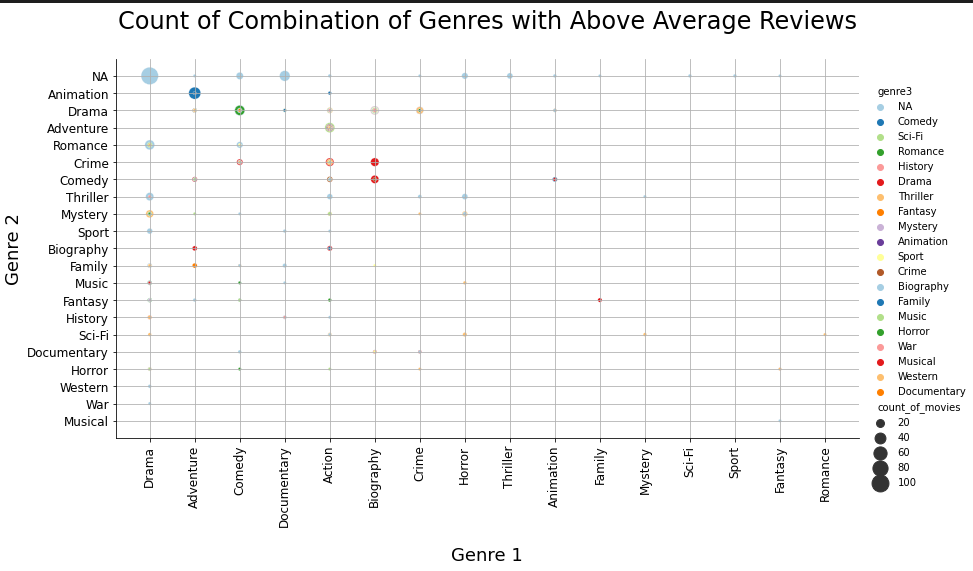 Count of Combination of Genres with Above Average Reviews
Genre 2
NA
Animation
Drama
Adventure
Romance
Crime
Comedy
Thriller
Mystery
Sport
Biography
Family
Music
Fantasy
History
Sci-Fi
Documentary
Horror
Western
War
Musical
Drama
Adventure
Comedy
Documentary
Action
Biography
Crime
Horror
Thriller
Animation
Family
Mystery
Sci-Fi
Sport
Fantasy
Romance
Genre 1
genre3
NA
Comedy
Sci-Fi
Romance
History
Drama
Thriller
Fantasy
Mystery
Animation
Sport
Crime
Biography
Family
Music
Horror
War
Musical
Western
Documentary
count_of_movies
20
40
60
80
100